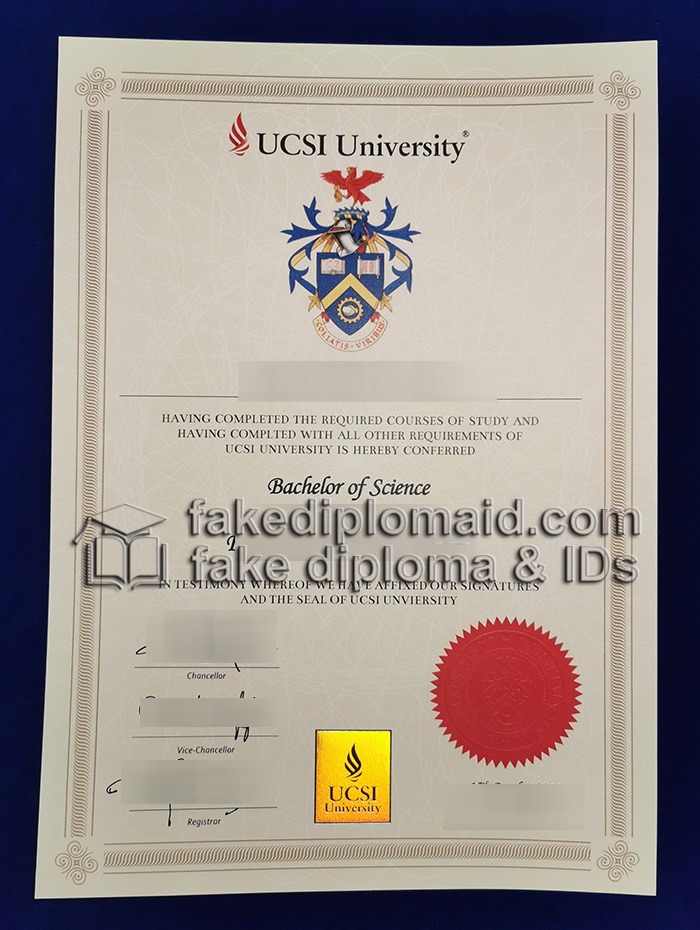 UCSI University®
COLLATIS · VIRIBUS
HAVING COMPLETED THE REQUIRED COURSES OF STUDY AND
HAVING COMPLTED WITH ALL OTHER REQUIREMENTS OF
UCSI UNIVERSITY IS HEREBY CONFERRED
Bachelor of Science
fakediplomaid.com
fake diploma & IDs
IN TESTIMONY WHEREOF WE HAVE AFFIXED OUR SIGNATURES
AND THE SEAL OF UCSI UNVIERSITY
Chancellor
Vice-Chancellor
Registrar
UCSI
University